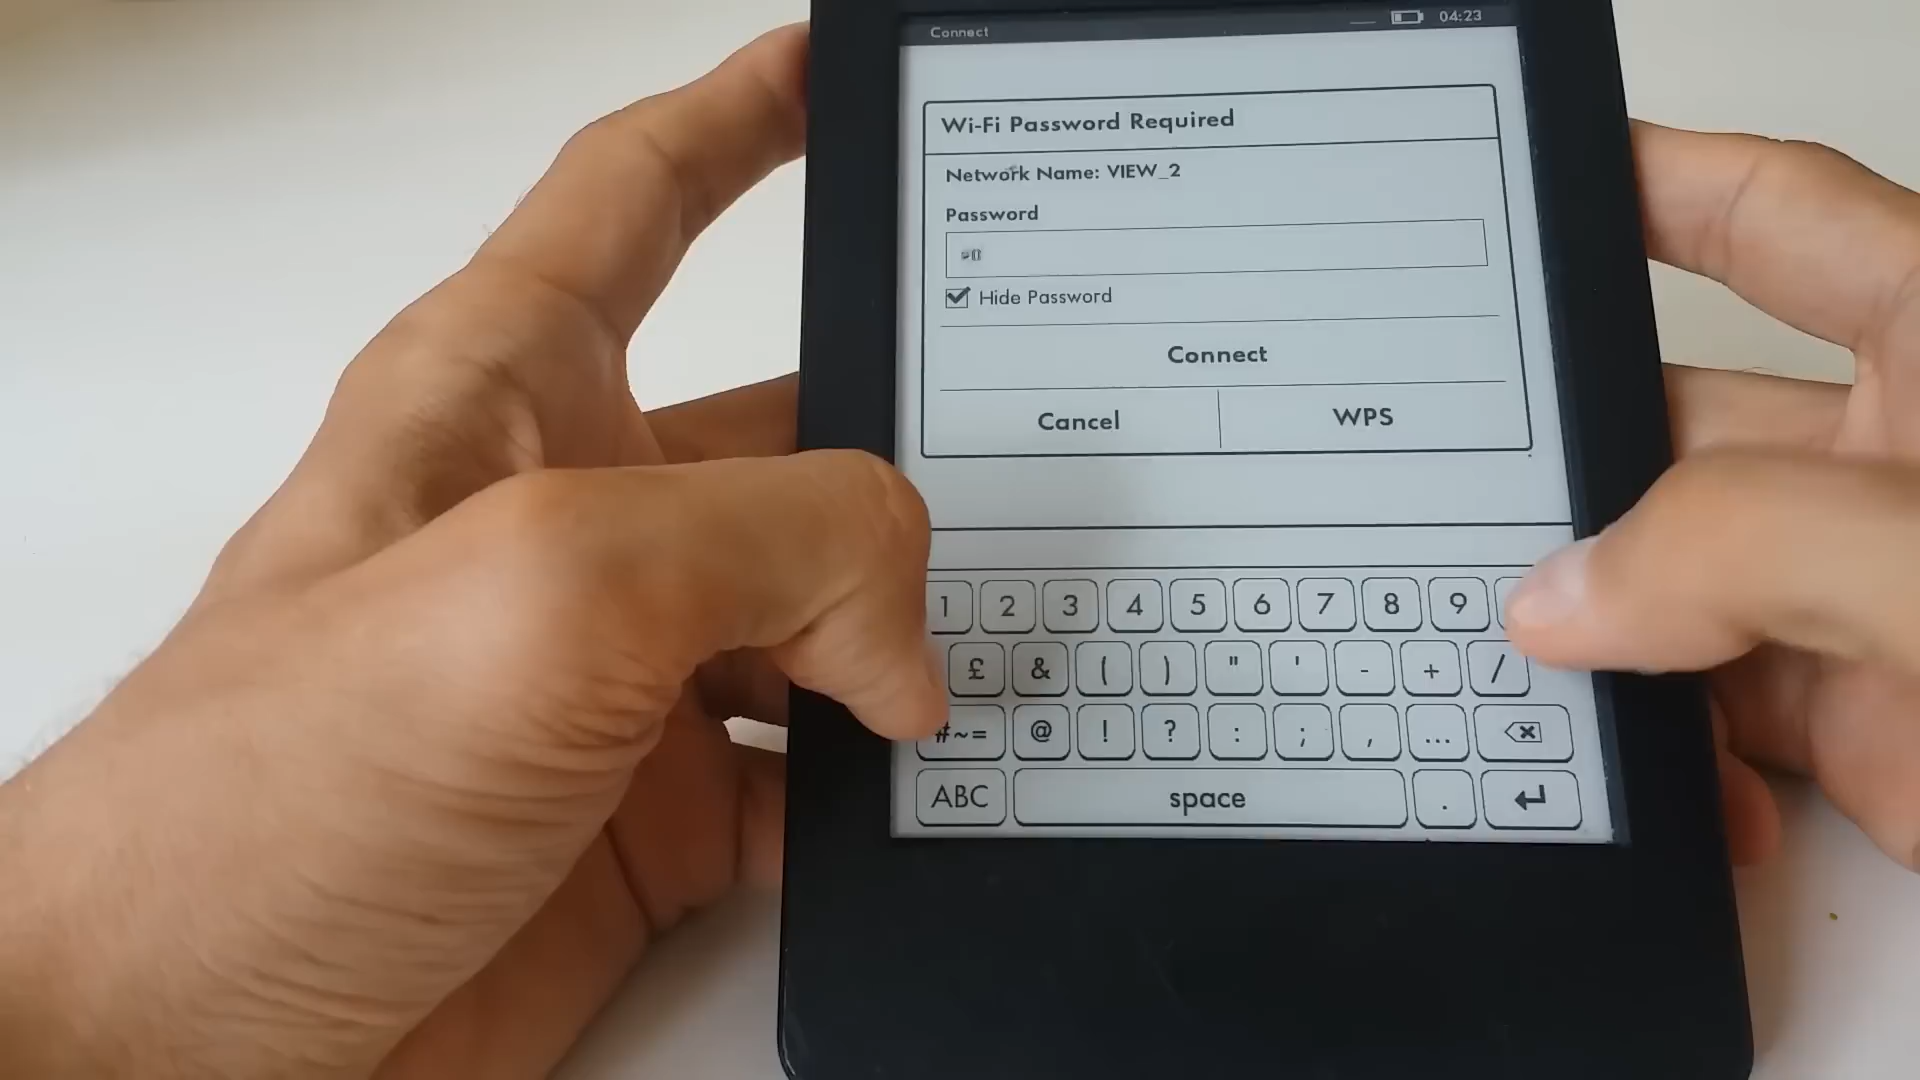 Connect 04:23
Wi-Fi Password Required
Network Name: VIEW_2
Password
Hide Password
Connect
Cancel WPS
1 2 3 4 5 6 7 8 9
£ & ( ) " ' - + /
#~= @ ! ? : ; , ...
ABC space .